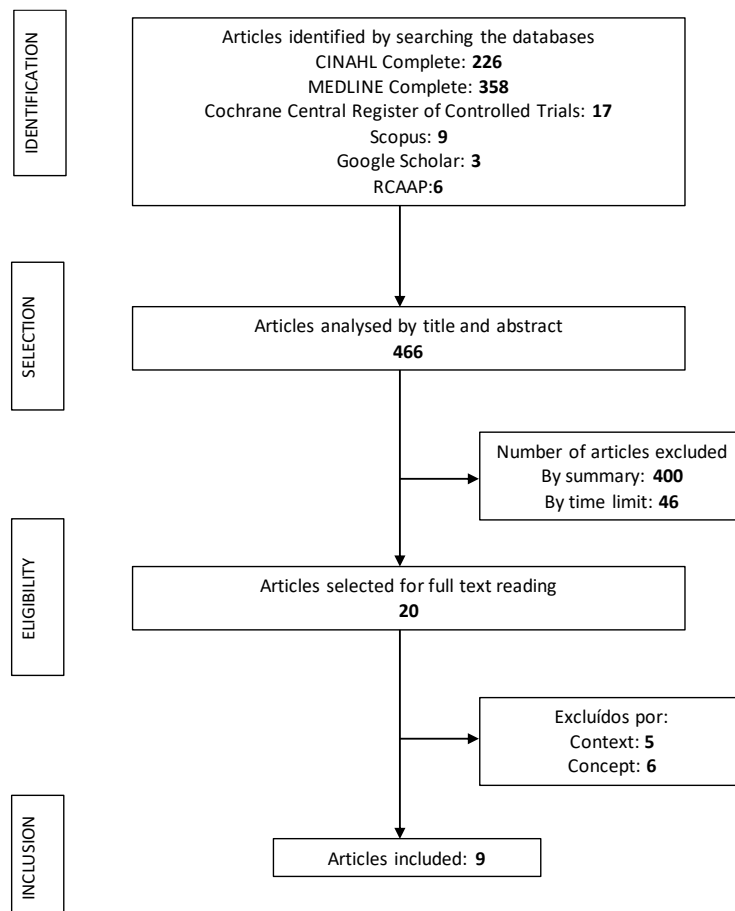 IDENTIFICATION
Articles identified by searching the databases
CINAHL Complete: 226
MEDLINE Complete: 358
Cochrane Central Register of Controlled Trials: 17
Scopus: 9
Google Scholar: 3
RCAAP:6
SELECTION
Articles analysed by title and abstract
466
Number of articles excluded
By summary: 400
By time limit: 46
ELIGIBILITY
Articles selected for full text reading
20
Excluídos por:
Context: 5
Concept: 6
INCLUSION
Articles included: 9